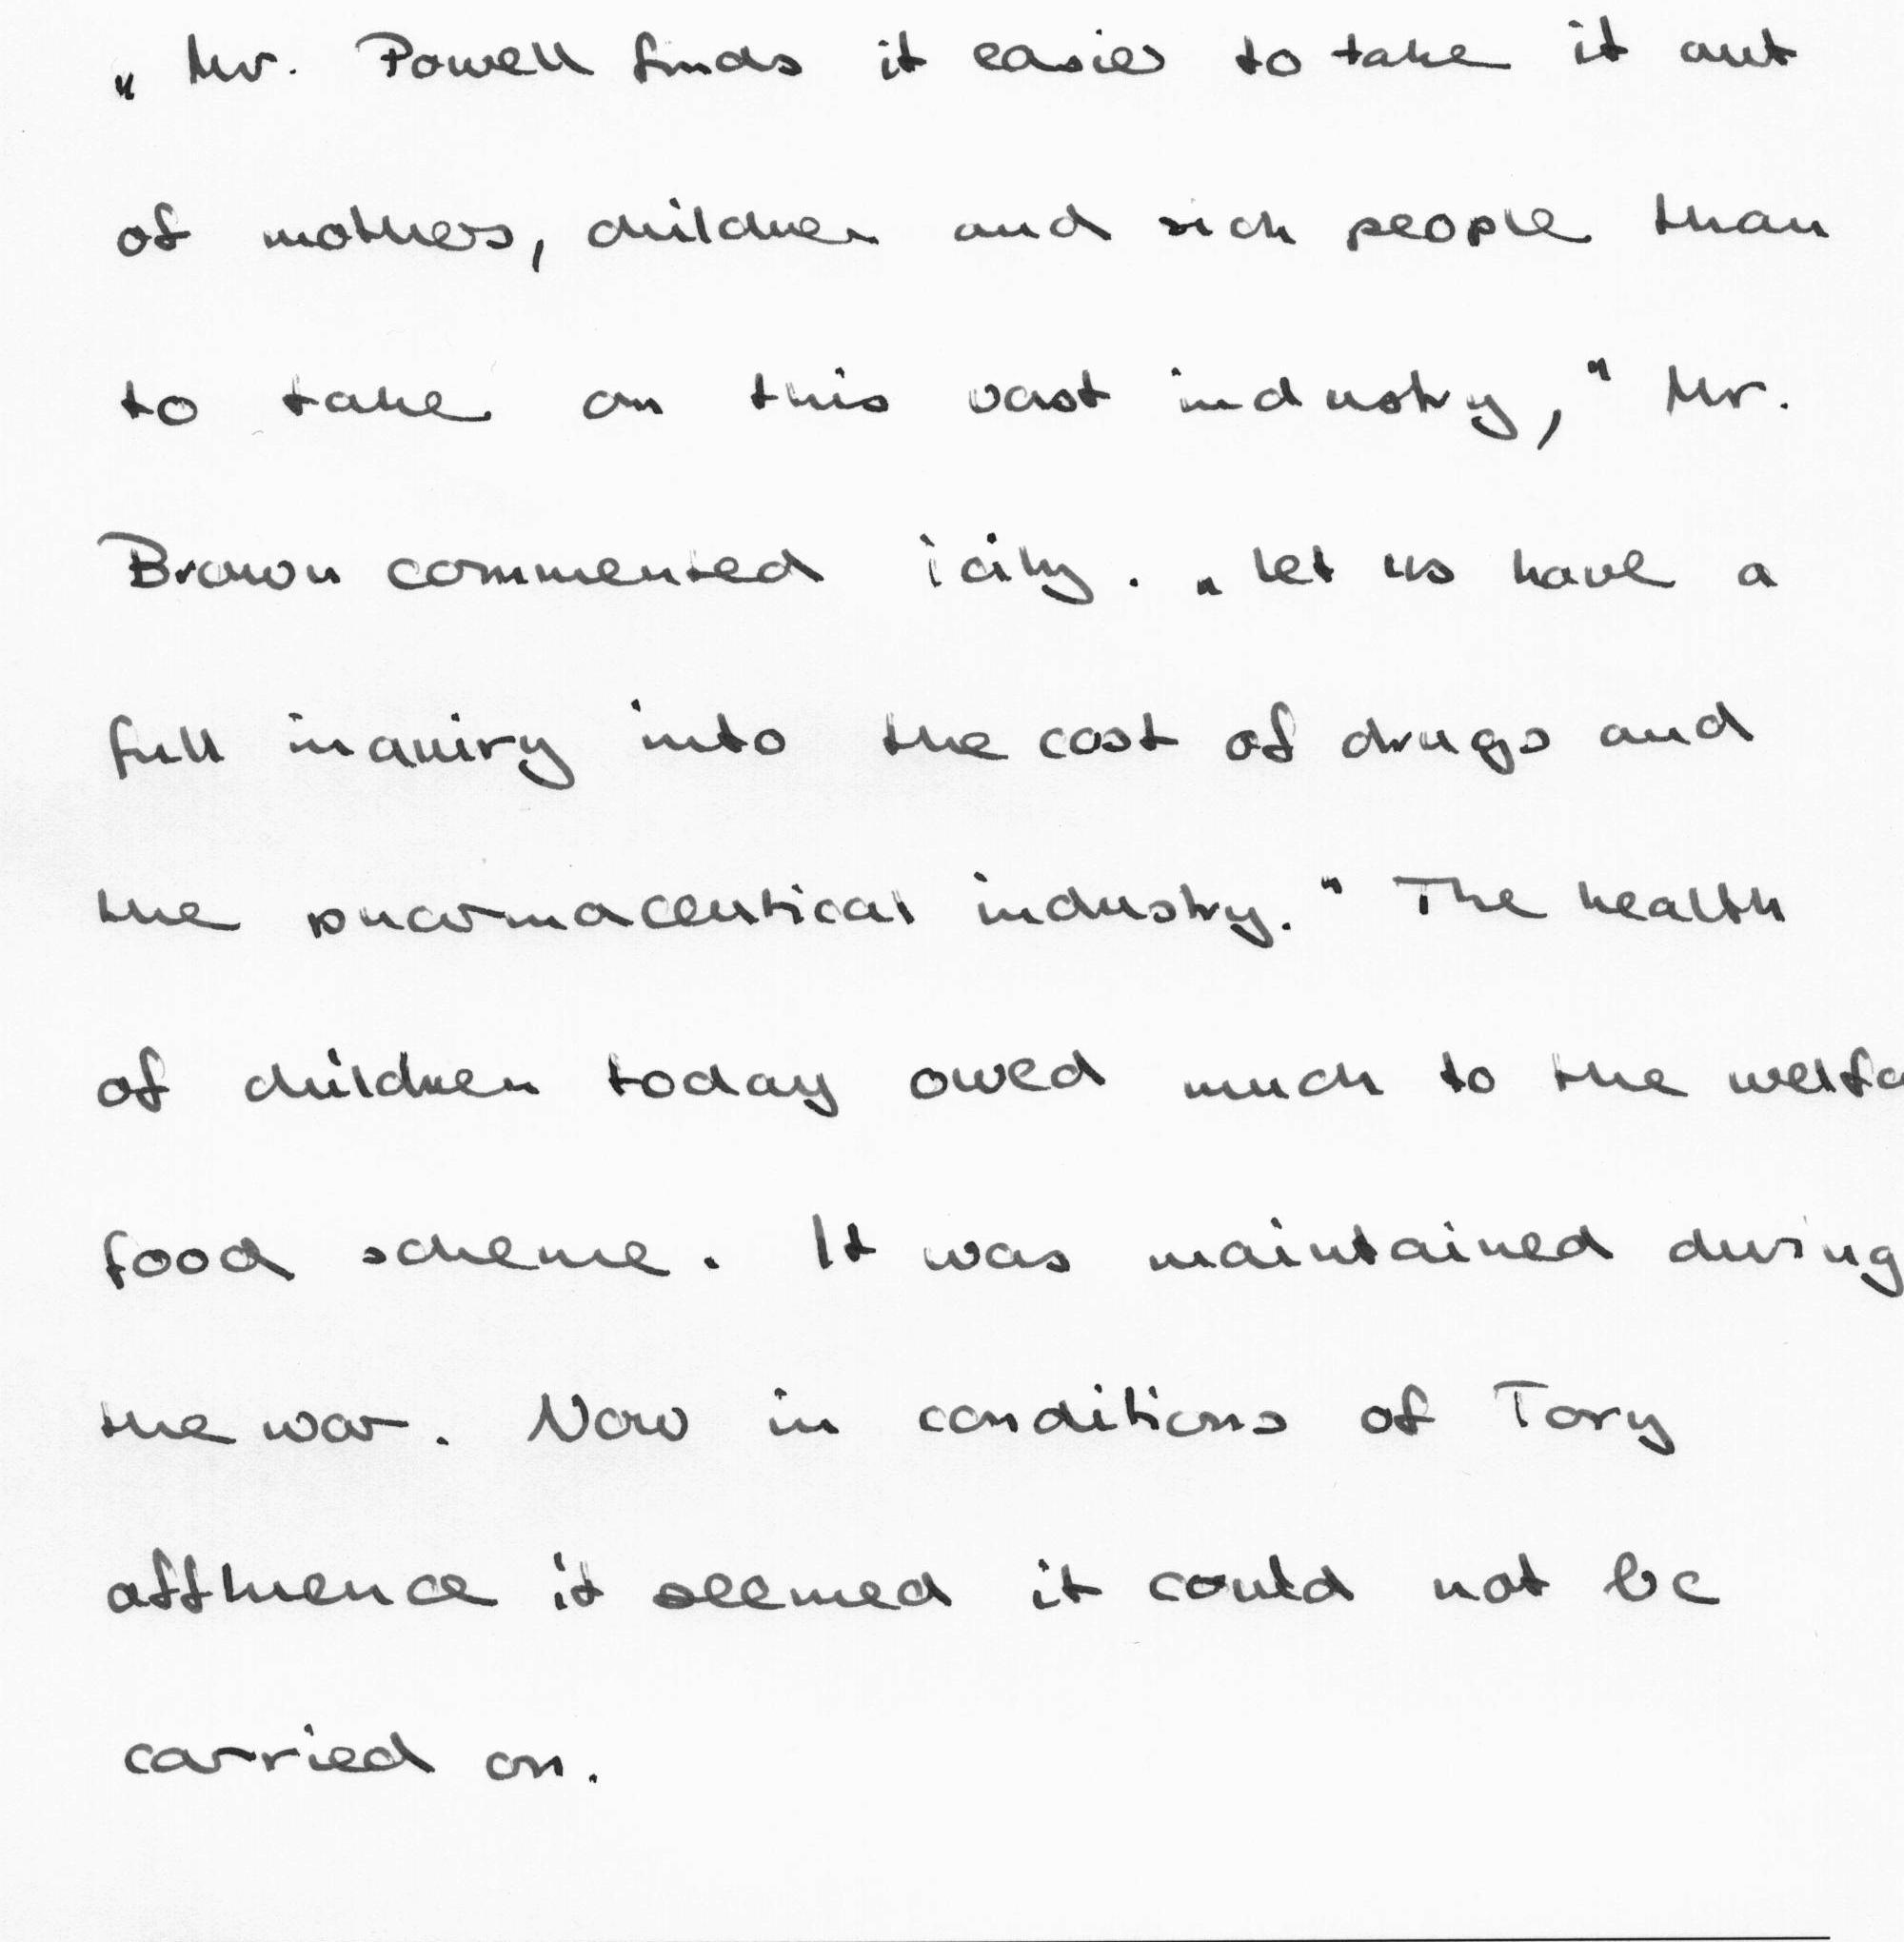 „Mr. Powell finds it easier to take it out
of mothers, children and sick people than
to take on this vast industry," Mr.
Brown commented icily. „Let us have a
full inquiry into the cost of drugs and
the pharmaceutical industry." The health
of children today owed much to the welfa
food scheme. It was maintained during
the war. Now in conditions of Tory
affluence it seemed it could not be
carried on.